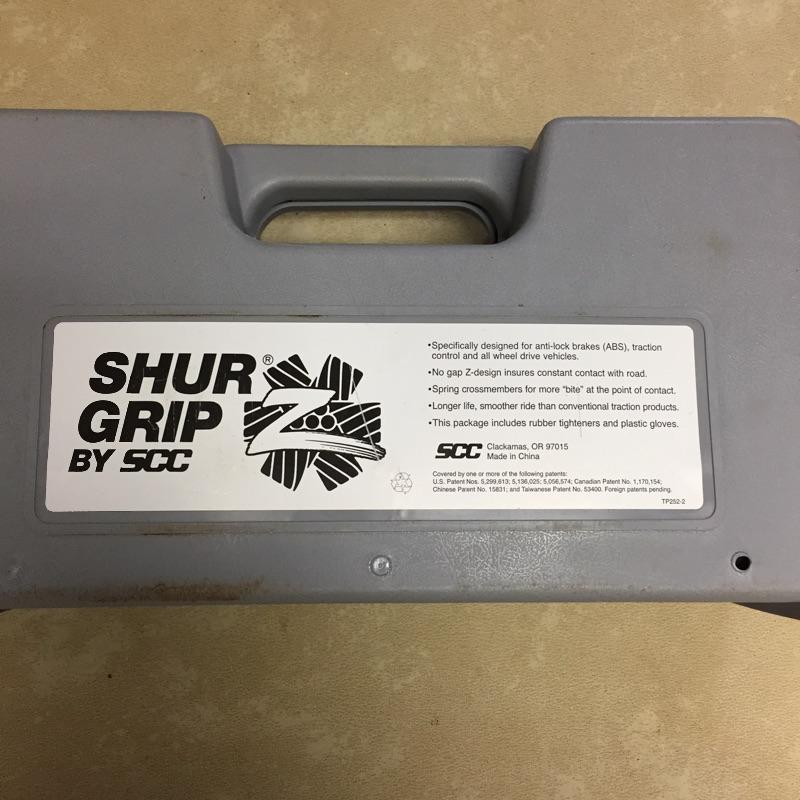 SHUR®
GRIP
BY SCC
Z
•Specifically designed for anti-lock brakes (ABS), traction
control and all wheel drive vehicles.
•No gap Z-design insures constant contact with road.
•Spring crossmembers for more "bite" at the point of contact.
•Longer life, smoother ride than conventional traction products.
•This package includes rubber tighteners and plastic gloves.
SCC Clackamas, OR 97015
Made in China
Covered by one or more of the following patents:
U.S. Patent Nos. 5,299,613; 5,136,025; 5,056,574; Canadian Patent No. 1,170,154;
Chinese Patent No. 15831; and Taiwanese Patent No. 53400. Foreign patents pending.
TP252-2